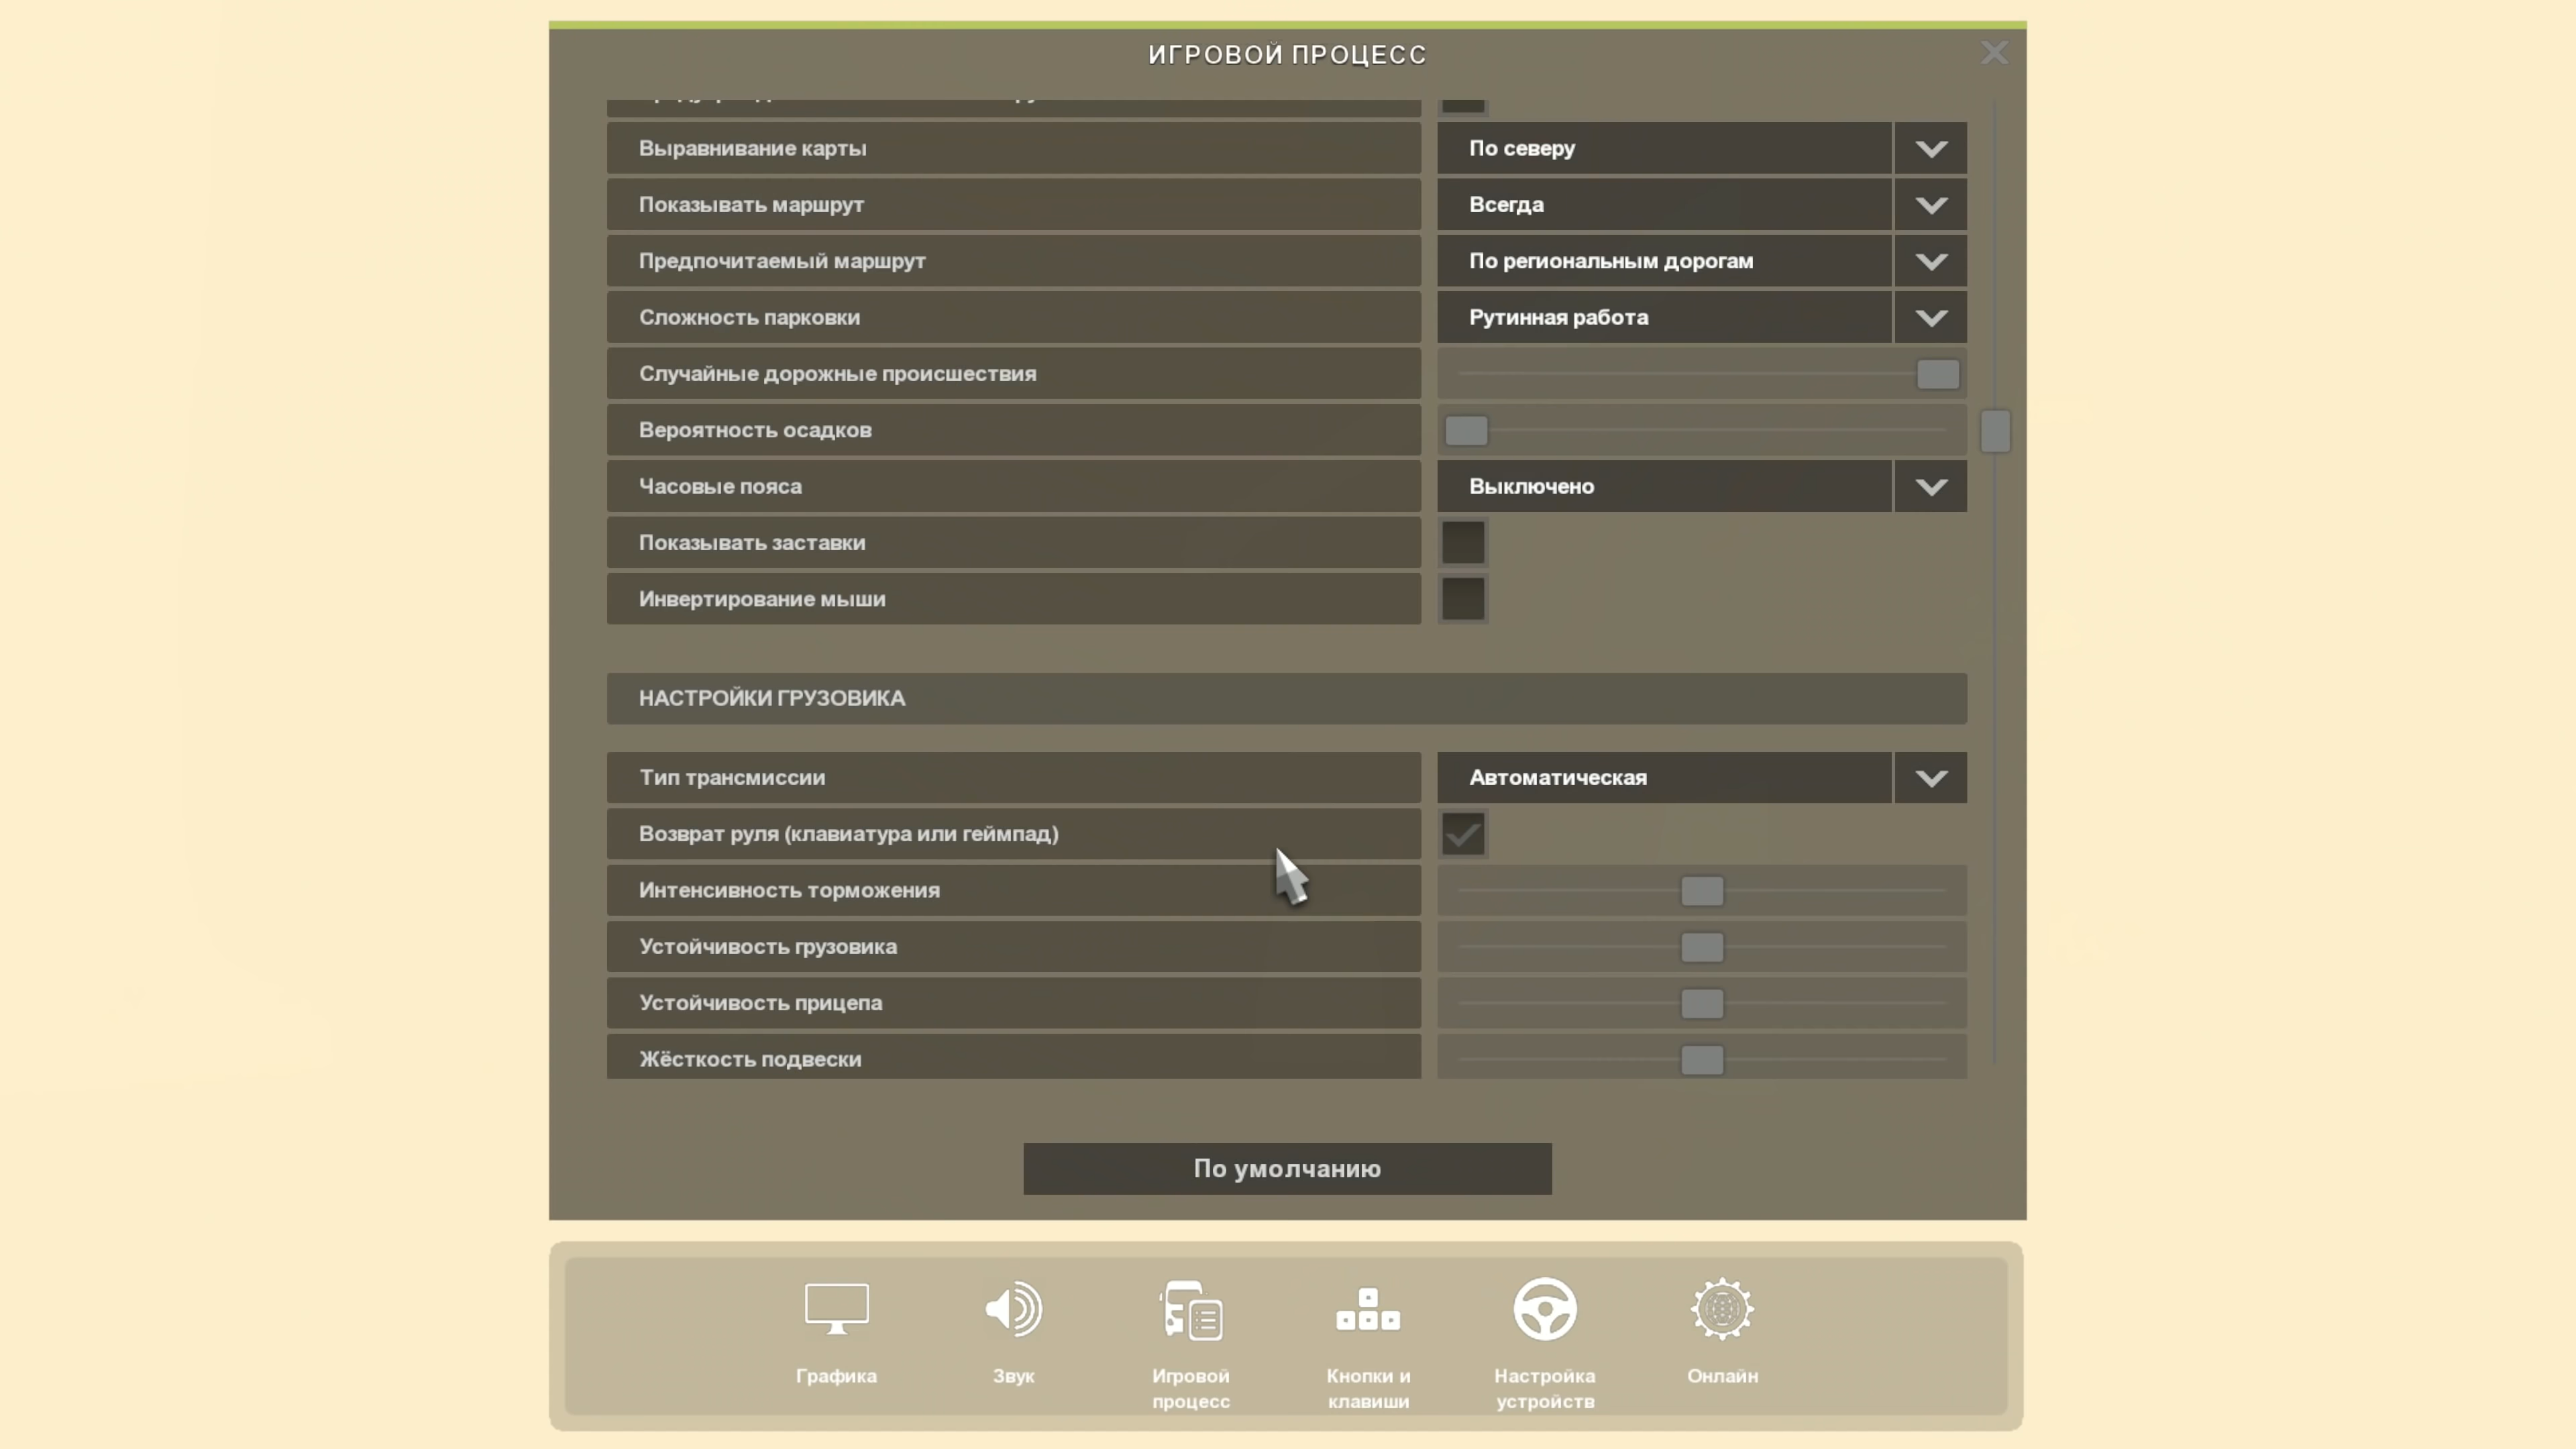 ИГРОВОЙ ПРОЦЕСС
Выравнивание карты
По северу
Показывать маршрут
Всегда
Предпочитаемый маршрут
По региональным дорогам
Сложность парковки
Рутинная работа
Случайные дорожные происшествия
Вероятность осадков
Часовые пояса
Выключено
Показывать заставки
Инвертирование мыши
НАСТРОЙКИ ГРУЗОВИКА
Тип трансмиссии
Автоматическая
Возврат руля (клавиатура или геймпад)
Интенсивность торможения
Устойчивость грузовика
Устойчивость прицепа
Жёсткость подвески
По умолчанию
Графика
Звук
Игровой
процесс
Кнопки и
клавиши
Настройка
устройств
Онлайн